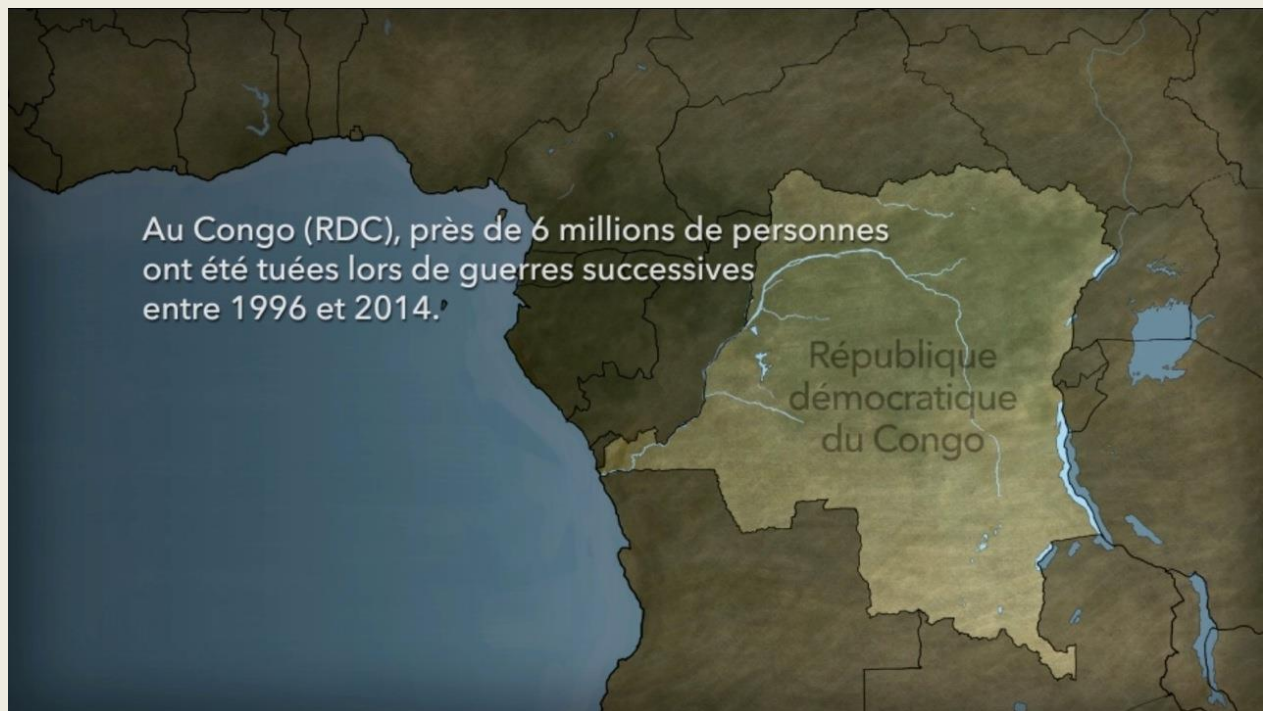 Au Congo (RDC), près de 6 millions de personnes
ont été tuées lors de guerres successives
entre 1996 et 2014.
République
démocratique
du Congo